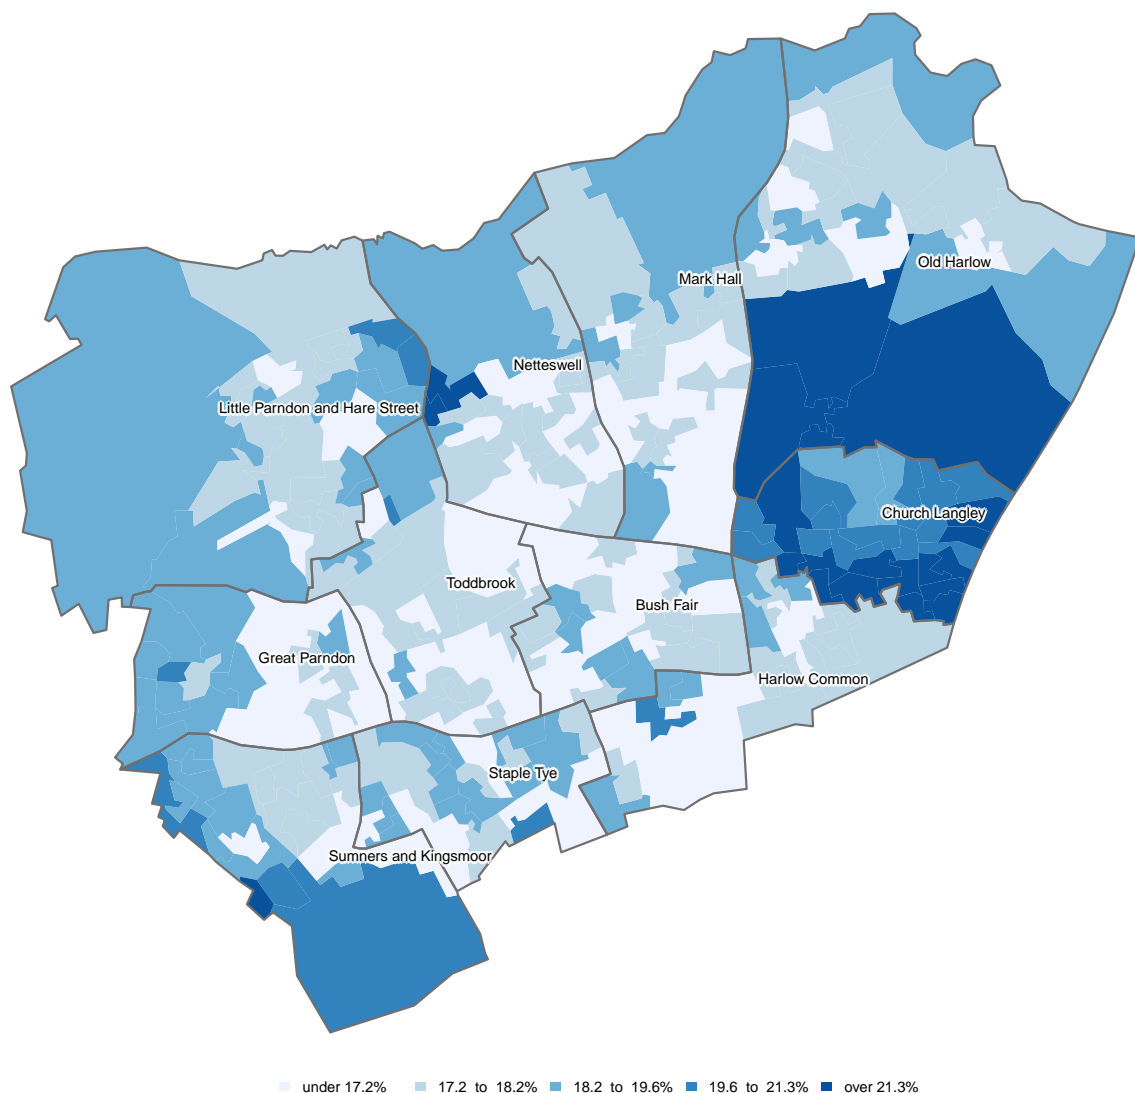 Old Harlow
Mark Hall
Netteswell
Little Parndon and Hare Street
Church Langley
Toddbrook
Bush Fair
Great Parndon
Harlow Common
Staple Tye
Sumners and Kingsmoor
under 17.2% 17.2 to 18.2% 18.2 to 19.6% 19.6 to 21.3% over 21.3%